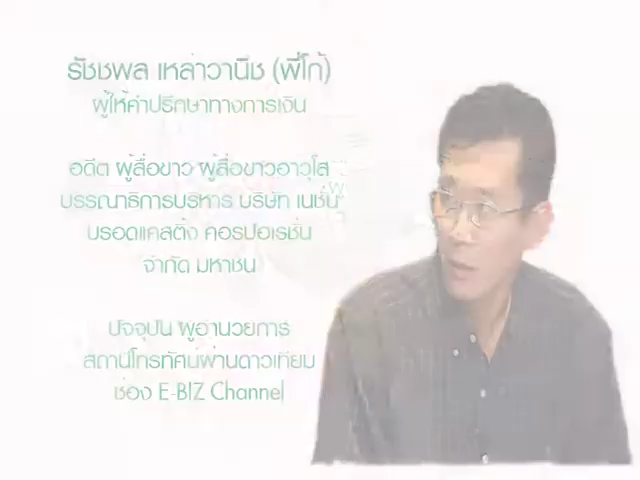 รัชชพล เหล่าวานิช (พี่โก้)
ผู้ให้คำปรึกษาทางการเงิน
อดีต ผู้สื่อข่าว ผู้สื่อข่าวอาวุโส
บรรณาธิการบริหาร บริษัท เนชั่น
บรอดแคสติ้ง คอร์ปอเรชั่น
จำกัด มหาชน
ปัจจุบัน ผู้อำนวยการ
สถานีโทรทัศน์ผ่านดาวเทียม
ช่อง E-BIZ Channel